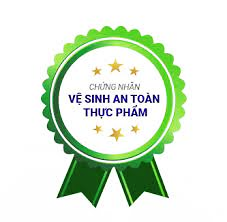 CHỨNG NHẬN
VỆ SINH AN TOÀN
THỰC PHẨM